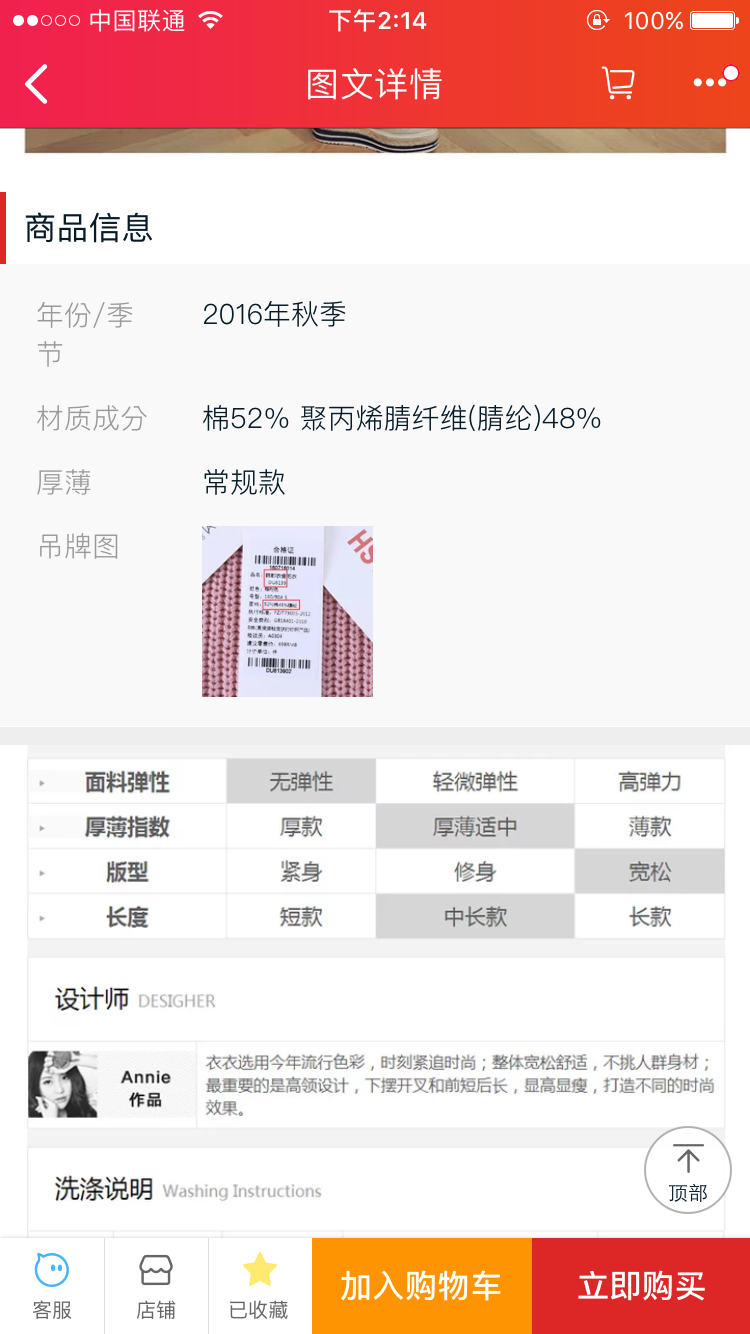 中国联通
下午2:14
100%
图文详情
商品信息
年份/季节
2016年秋季
材质成分
棉52% 聚丙烯腈纤维(腈纶)48%
厚薄
常规款
吊牌图
合格证
面料弹性 无弹性 轻微弹性 高弹力
厚薄指数 厚款 厚薄适中 薄款
版型 紧身 修身 宽松
长度 短款 中长款 长款
设计师 DESIGHER
Annie
作品
衣衣选用今年流行色彩，时刻紧追时尚；整体宽松舒适，不挑人群身材；
最重要的是高领设计，下摆开叉和前短后长，显高显瘦，打造不同的时尚
效果。
洗涤说明 Washing Instructions
顶部
客服
店铺
已收藏
加入购物车
立即购买